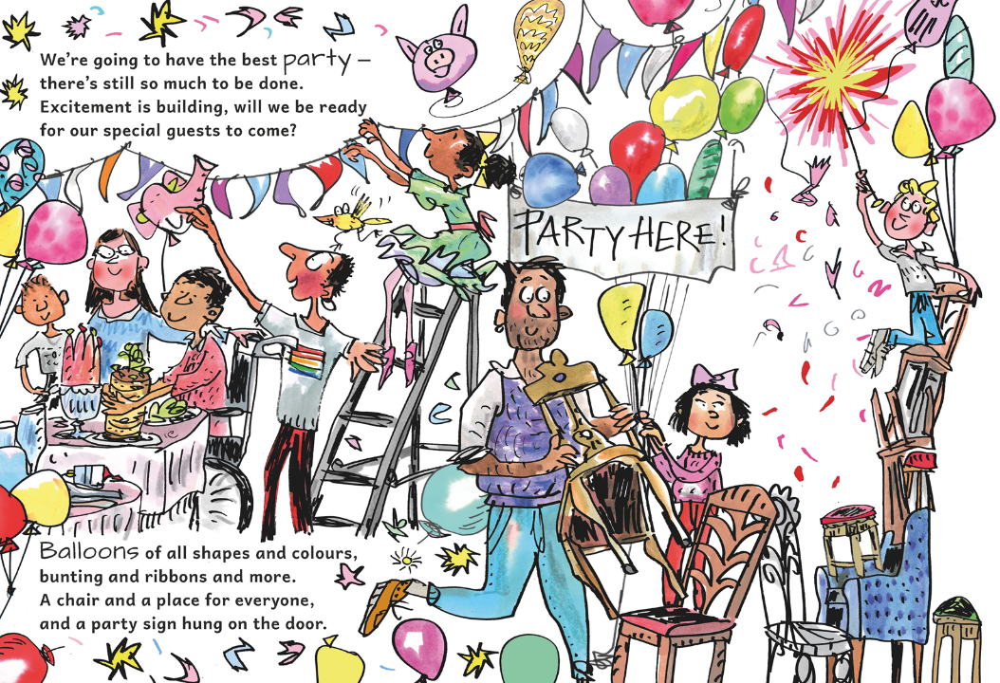 We're going to have the best party –
there's still so much to be done.
Excitement is building, will we be ready
for our special guests to come?
PARTY HERE!
Balloons of all shapes and colours,
bunting and ribbons and more.
A chair and a place for everyone,
and a party sign hung on the door.